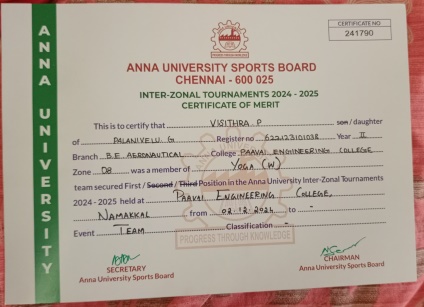 CERTIFICATE NO
241790
ANNA UNIVERSITY
ANNA UNIVERSITY SPORTS BOARD
CHENNAI - 600 025
INTER-ZONAL TOURNAMENTS 2024 - 2025
CERTIFICATE OF MERIT
This is to certify that VISITHRA P son / daughter
of PALANIVELU. G Register no 622123101038 Year II
Branch B.E. AERONAUTICAL College PAAVAI ENGINEERING COLLEGE
Zone 08 was a member of YOGA (W)
team secured First / Second / Third Position in the Anna University Inter-Zonal Tournaments
2024 - 2025 held at PAAVAI ENGINEERING COLLEGE,
NAMAKKAL from 02.12.2024 to -
Event TEAM Classification -
PROGRESS THROUGH KNOWLEDGE
SECRETARY
Anna University Sports Board
CHAIRMAN
Anna University Sports Board